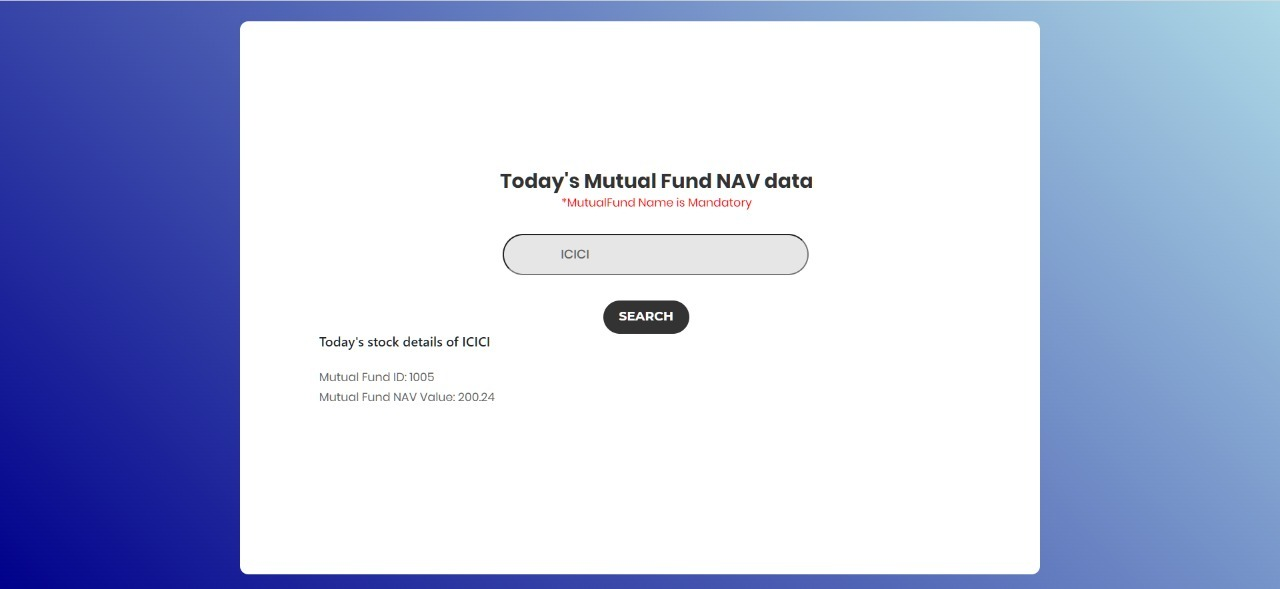 Today's Mutual Fund NAV data
*MutualFund Name is Mandatory
ICICI
SEARCH
Today's stock details of ICICI
Mutual Fund ID: 1005
Mutual Fund NAV Value: 200.24